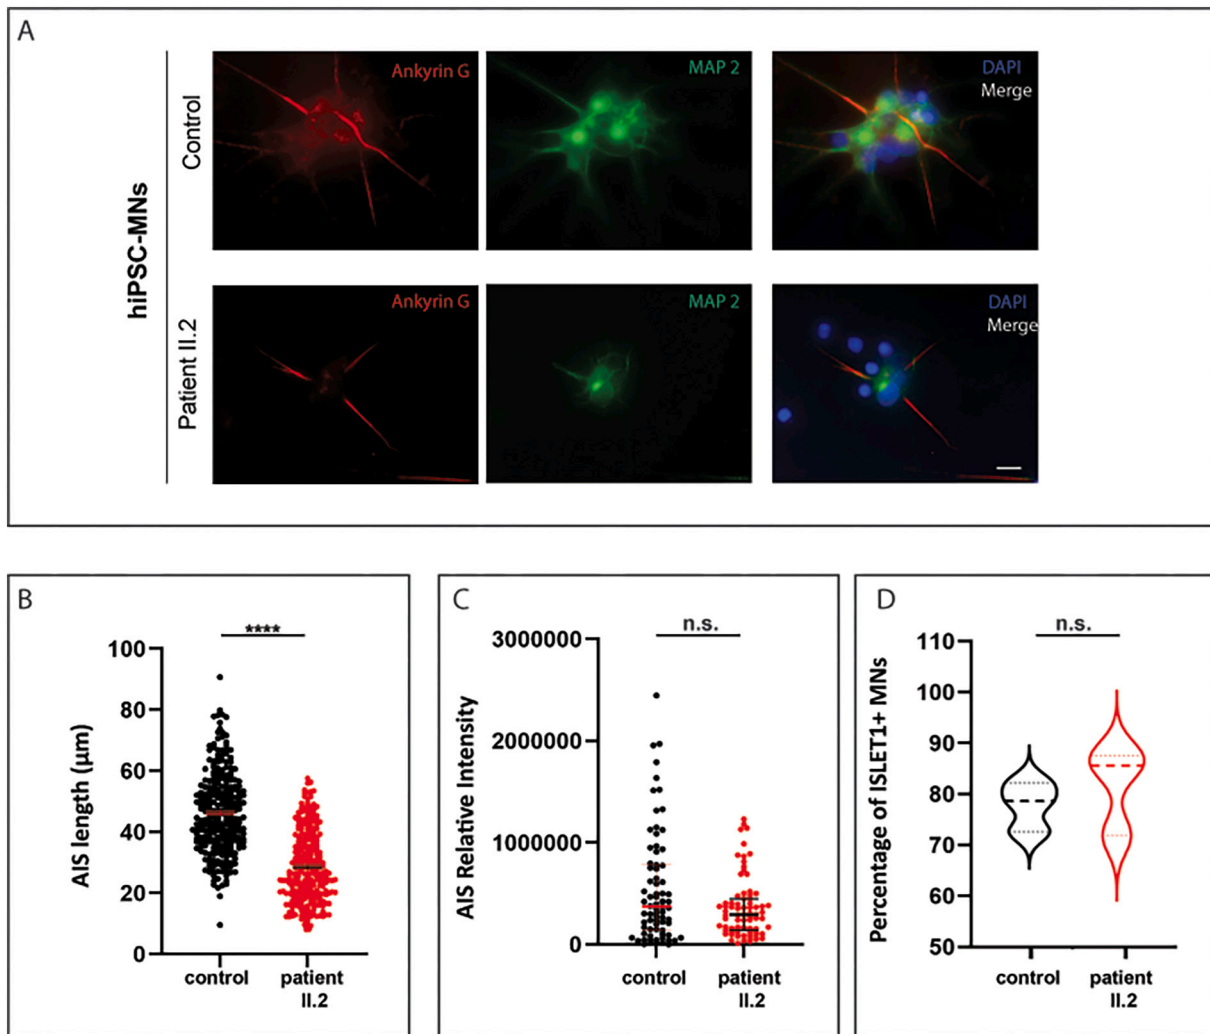 A
hiPSC-MNs
Control
Ankyrin G
MAP 2
DAPI
Merge
Patient II.2
Ankyrin G
MAP 2
DAPI
Merge
B
****
AIS length (μm)
100
80
60
40
20
0
control
patient
II.2
C
n.s.
AIS Relative Intensity
3000000
2000000
1000000
0
control
patient
II.2
D
n.s.
Percentage of ISLET1+ MNs
110
100
90
80
70
60
50
control
patient
II.2